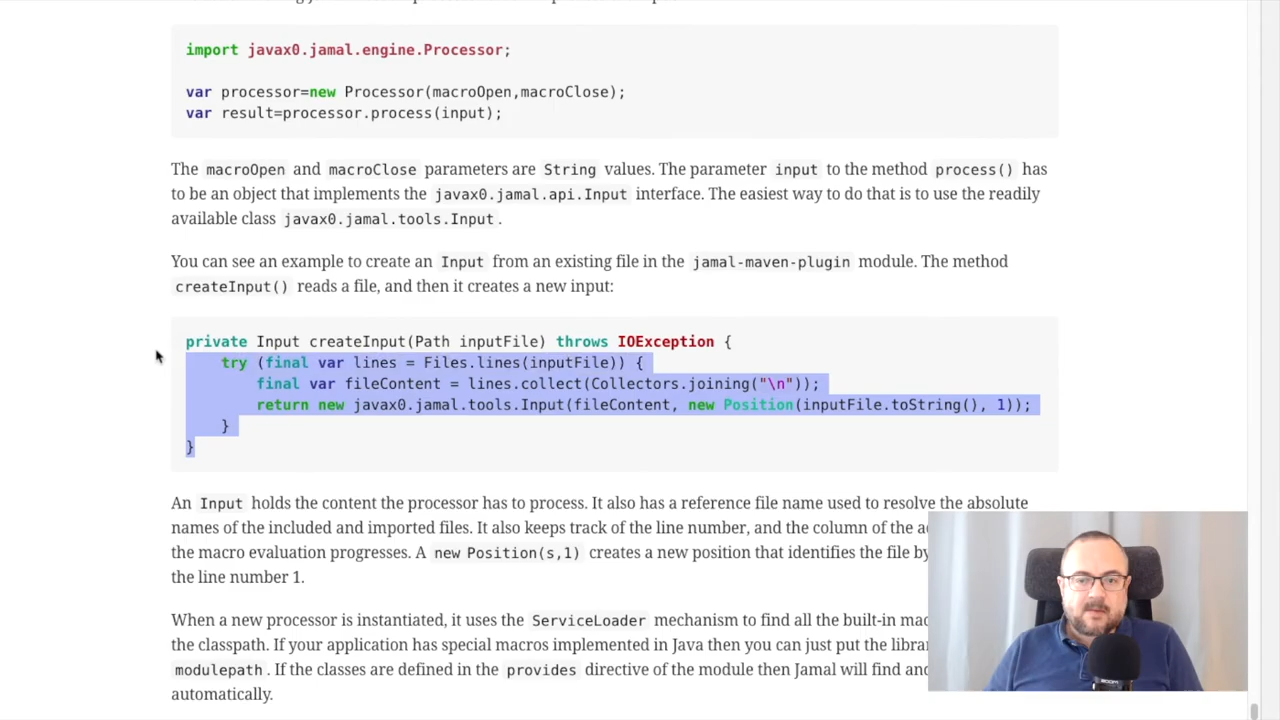 import javax0.jamal.engine.Processor;
var processor=new Processor(macroOpen,macroClose);
var result=processor.process(input);
The macroOpen and macroClose parameters are String values. The parameter input to the method process() has
to be an object that implements the javax0.jamal.api.Input interface. The easiest way to do that is to use the readily
available class javax0.jamal.tools.Input.
You can see an example to create an Input from an existing file in the jamal-maven-plugin module. The method
createInput() reads a file, and then it creates a new input:
private Input createInput(Path inputFile) throws IOException {
try (final var lines = Files.lines(inputFile)) {
final var fileContent = lines.collect(Collectors.joining("\n"));
return new javax0.jamal.tools.Input(fileContent, new Position(inputFile.toString(), 1));
}
}
An Input holds the content the processor has to process. It also has a reference file name used to resolve the absolute
names of the included and imported files. It also keeps track of the line number, and the column of the
the macro evaluation progresses. A new Position(s,1) creates a new position that identifies the file by
the line number 1.
When a new processor is instantiated, it uses the ServiceLoader mechanism to find all the built-in
the classpath. If your application has special macros implemented in Java then you can just put the
modulepath. If the classes are defined in the provides directive of the module then Jamal will find and
automatically.